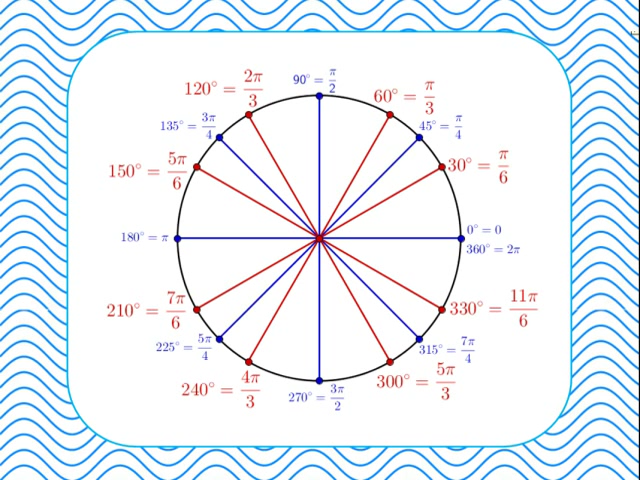 90° = π/2
120° = 2π/3
60° = π/3
135° = 3π/4
45° = π/4
150° = 5π/6
30° = π/6
180° = π
0° = 0
360° = 2π
210° = 7π/6
330° = 11π/6
225° = 5π/4
315° = 7π/4
240° = 4π/3
300° = 5π/3
270° = 3π/2